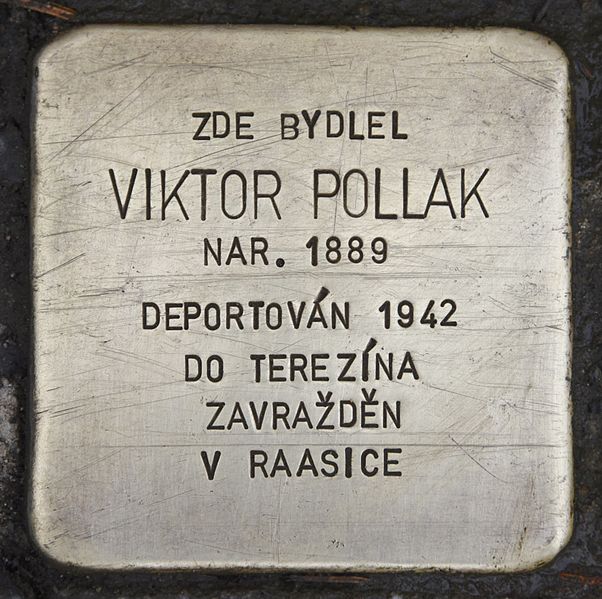 ZDE BYDLEL
VIKTOR POLLAK
NAR. 1889
DEPORTOVÁN 1942
DO TEREZÍNA
ZAVRAŽDĚN
V RAASICE